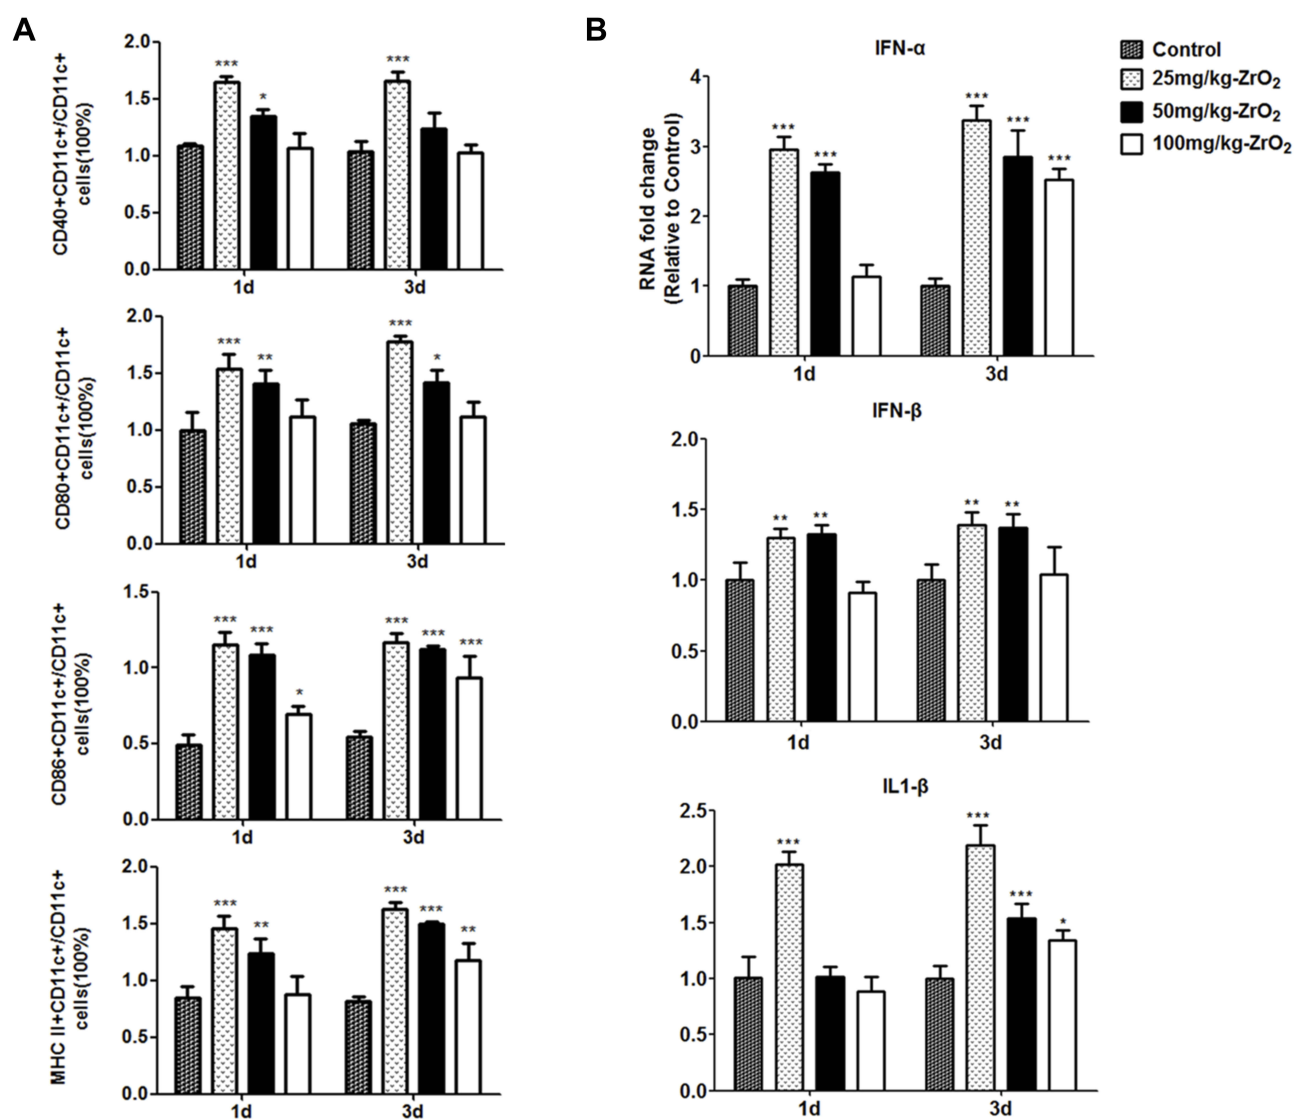 A
CD40+CD11c+/CD11c+
cells(100%)
2.0
1.5
1.0
0.5
0.0
***
*
***
1d
3d
CD80+CD11c+/CD11c+
cells(100%)
2.0
1.5
1.0
0.5
0.0
***
**
***
*
1d
3d
CD86+CD11c+/CD11c+
cells(100%)
1.5
1.0
0.5
0.0
***
***
*
***
***
***
1d
3d
MHC II+CD11c+/CD11c+
cells(100%)
2.0
1.5
1.0
0.5
0.0
***
**
***
***
**
1d
3d
B
IFN-α
RNA fold change
(Relative to Control)
4
3
2
1
0
***
***
***
***
***
1d
3d
Control
25mg/kg-ZrO₂
50mg/kg-ZrO₂
100mg/kg-ZrO₂
IFN-β
2.0
1.5
1.0
0.5
0.0
**
**
**
**
1d
3d
IL1-β
2.5
2.0
1.5
1.0
0.5
0.0
***
***
***
*
1d
3d